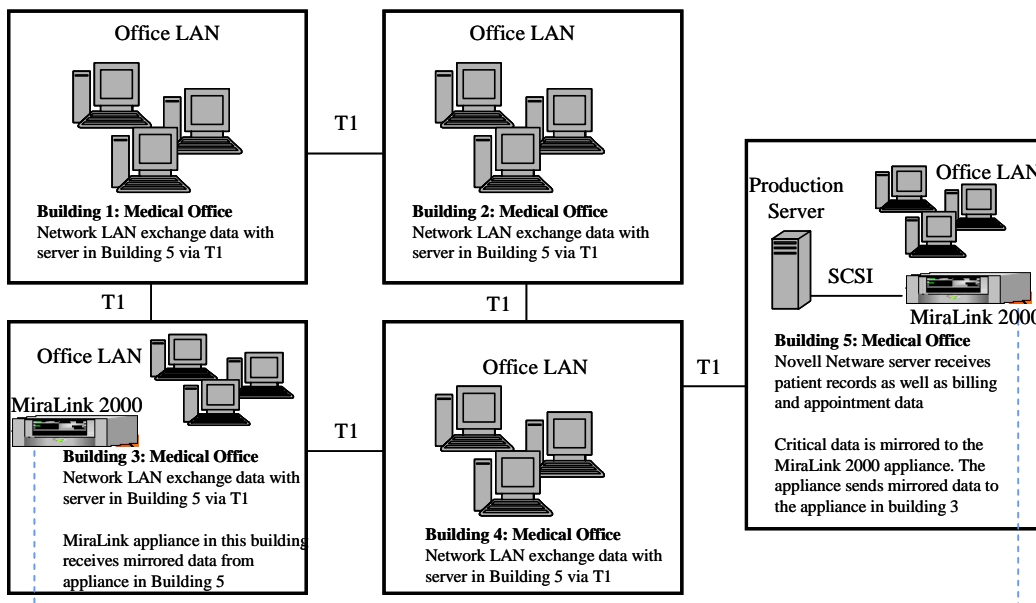 Office LAN
Building 1: Medical Office
Network LAN exchange data with
server in Building 5 via T1
T1
Office LAN
Building 2: Medical Office
Network LAN exchange data with
server in Building 5 via T1
T1
T1
Office LAN
MiraLink 2000
Building 3: Medical Office
Network LAN exchange data with
server in Building 5 via T1
MiraLink appliance in this building
receives mirrored data from
appliance in Building 5
T1
Office LAN
Building 4: Medical Office
Network LAN exchange data with
server in Building 5 via T1
T1
Production
Server
Office LAN
SCSI
MiraLink 2000
Building 5: Medical Office
Novell Netware server receives
patient records as well as billing
and appointment data
Critical data is mirrored to the
MiraLink 2000 appliance. The
appliance sends mirrored data to
the appliance in building 3